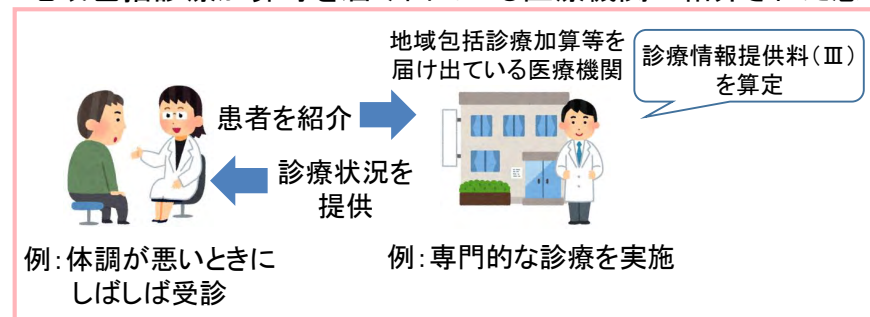 地域包括診療加算等を
届け出ている医療機関
診療情報提供料(Ⅲ)
を算定
患者を紹介
診療状況を
提供
例:体調が悪いときに
しばしば受診
例:専門的な診療を実施